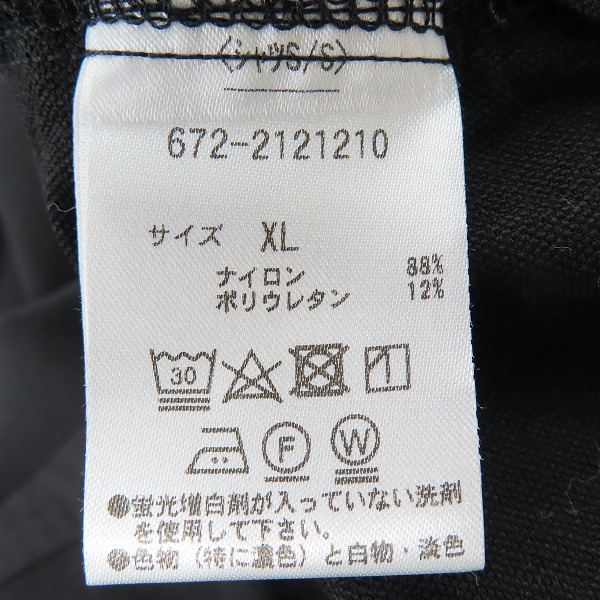 (シャツS/S)
672-2121210
サイズ XL
ナイロン 88%
ポリウレタン 12%
30
F W
●蛍光増白剤が入っていない洗剤
を使用して下さい。
●色物（特に濃色）と白物・淡色